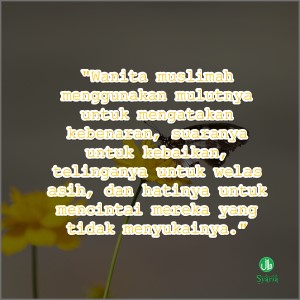 "Wanita muslimah
menggunakan mulutnya
untuk mengatakan
kebenaran, suaranya
untuk kebaikan,
telinganya untuk welas
asih, dan hatinya untuk
mencintai mereka yang
tidak menyukainya."
Syaria